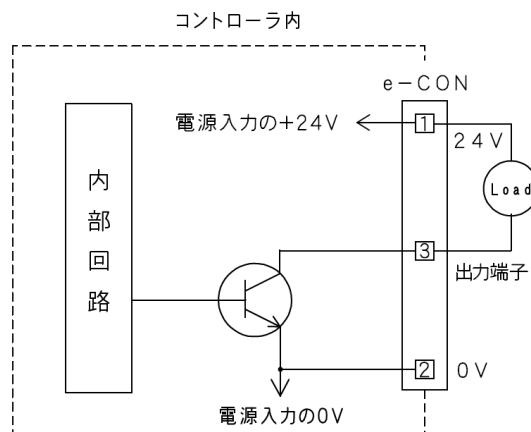 コントローラ内
e-CON
電源入力の+24V
1
24V
Load
内部回路
3
出力端子
2
0V
電源入力の0V